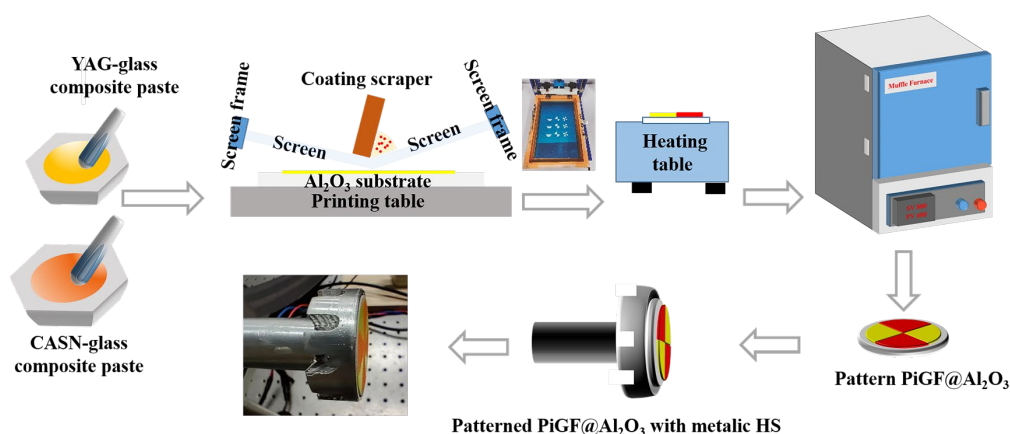 YAG-glass
composite paste
Screen frame
Coating scraper
Screen frame
Screen
Screen
Al₂O₃ substrate
Printing table
Heating
table
Muffle Furnace
CASN-glass
composite paste
Pattern PiGF@Al₂O₃
Patterned PiGF@Al₂O₃ with metalic HS